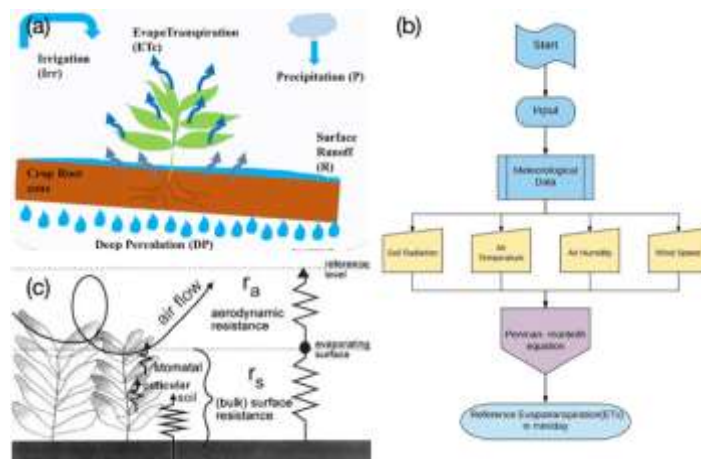 (a)
Irrigation
(Irr)
EvapoTranspiration
(ETc)
Precipitation (P)
Surface
Runoff
(R)
Crop Root
zone
Deep Percolation (DP)
(b)
Start
Input
Meteorological
Data
Soil Radiation
Air
Temperature
Air Humidity
Wind Speed
Penman- monteith
equation
Reference Evapotranspiration(ETo)
in mm/day
(c)
air flow
ra
aerodynamic
resistance
reference
level
evaporating
surface
stomatal
cuticular
soil
rs
(bulk) surface
resistance